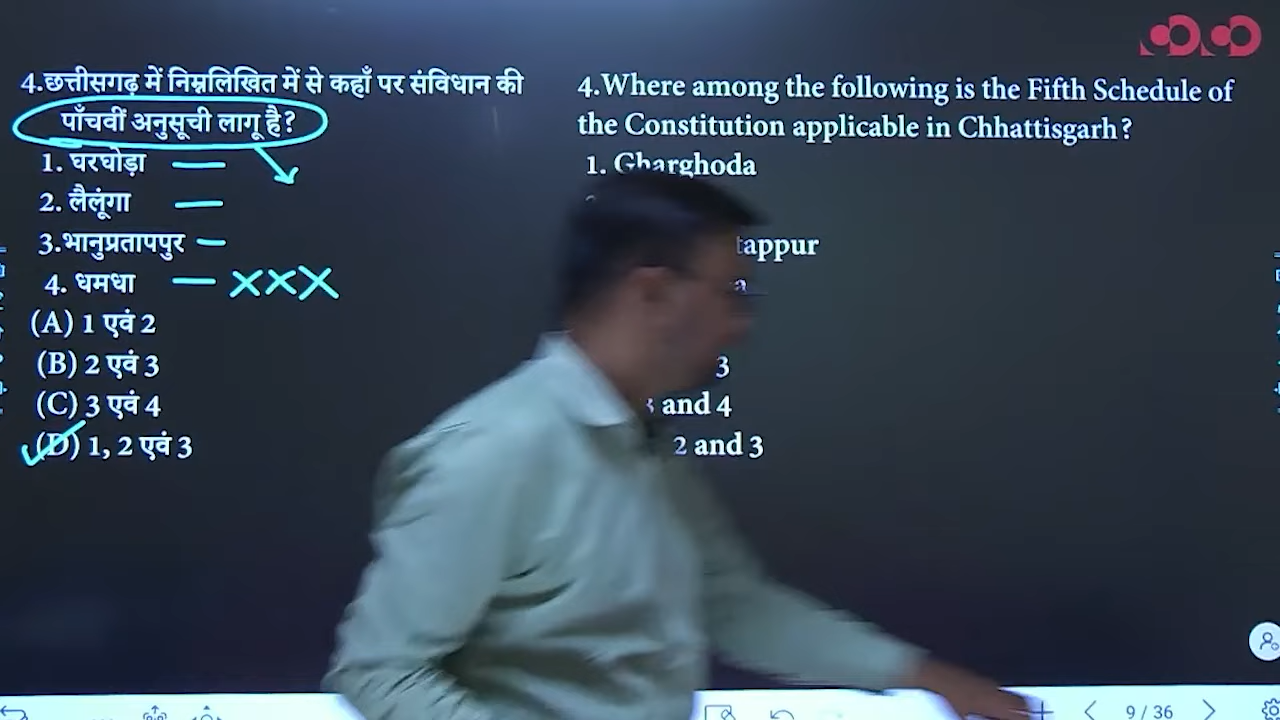 4.छत्तीसगढ़ में निम्नलिखित में से कहाँ पर संविधान की
पाँचवीं अनुसूची लागू है?
1. घरघोड़ा
2. लैलूंगा
3.भानुप्रतापपुर
4. धमधा
(A) 1 एवं 2
(B) 2 एवं 3
(C) 3 एवं 4
(D) 1, 2 एवं 3
4.Where among the following is the Fifth Schedule of
the Constitution applicable in Chhattisgarh?
1. Gharghoda
tappur
a
3
and 4
2 and 3
9 / 36